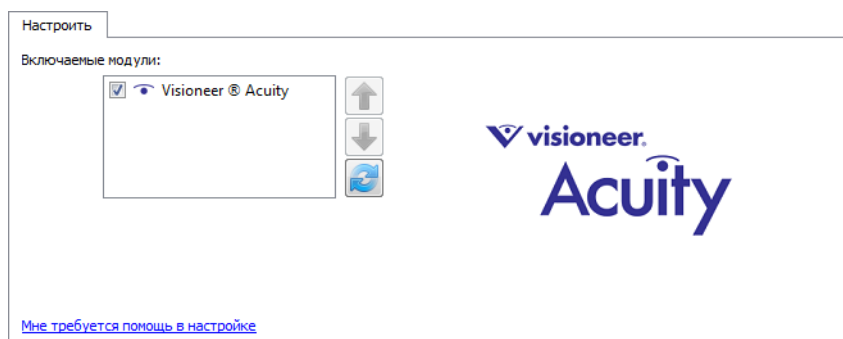 Настроить
Включаемые модули:
Visioneer ® Acuity
visioneer.
Acuity
Мне требуется помощь в настройке